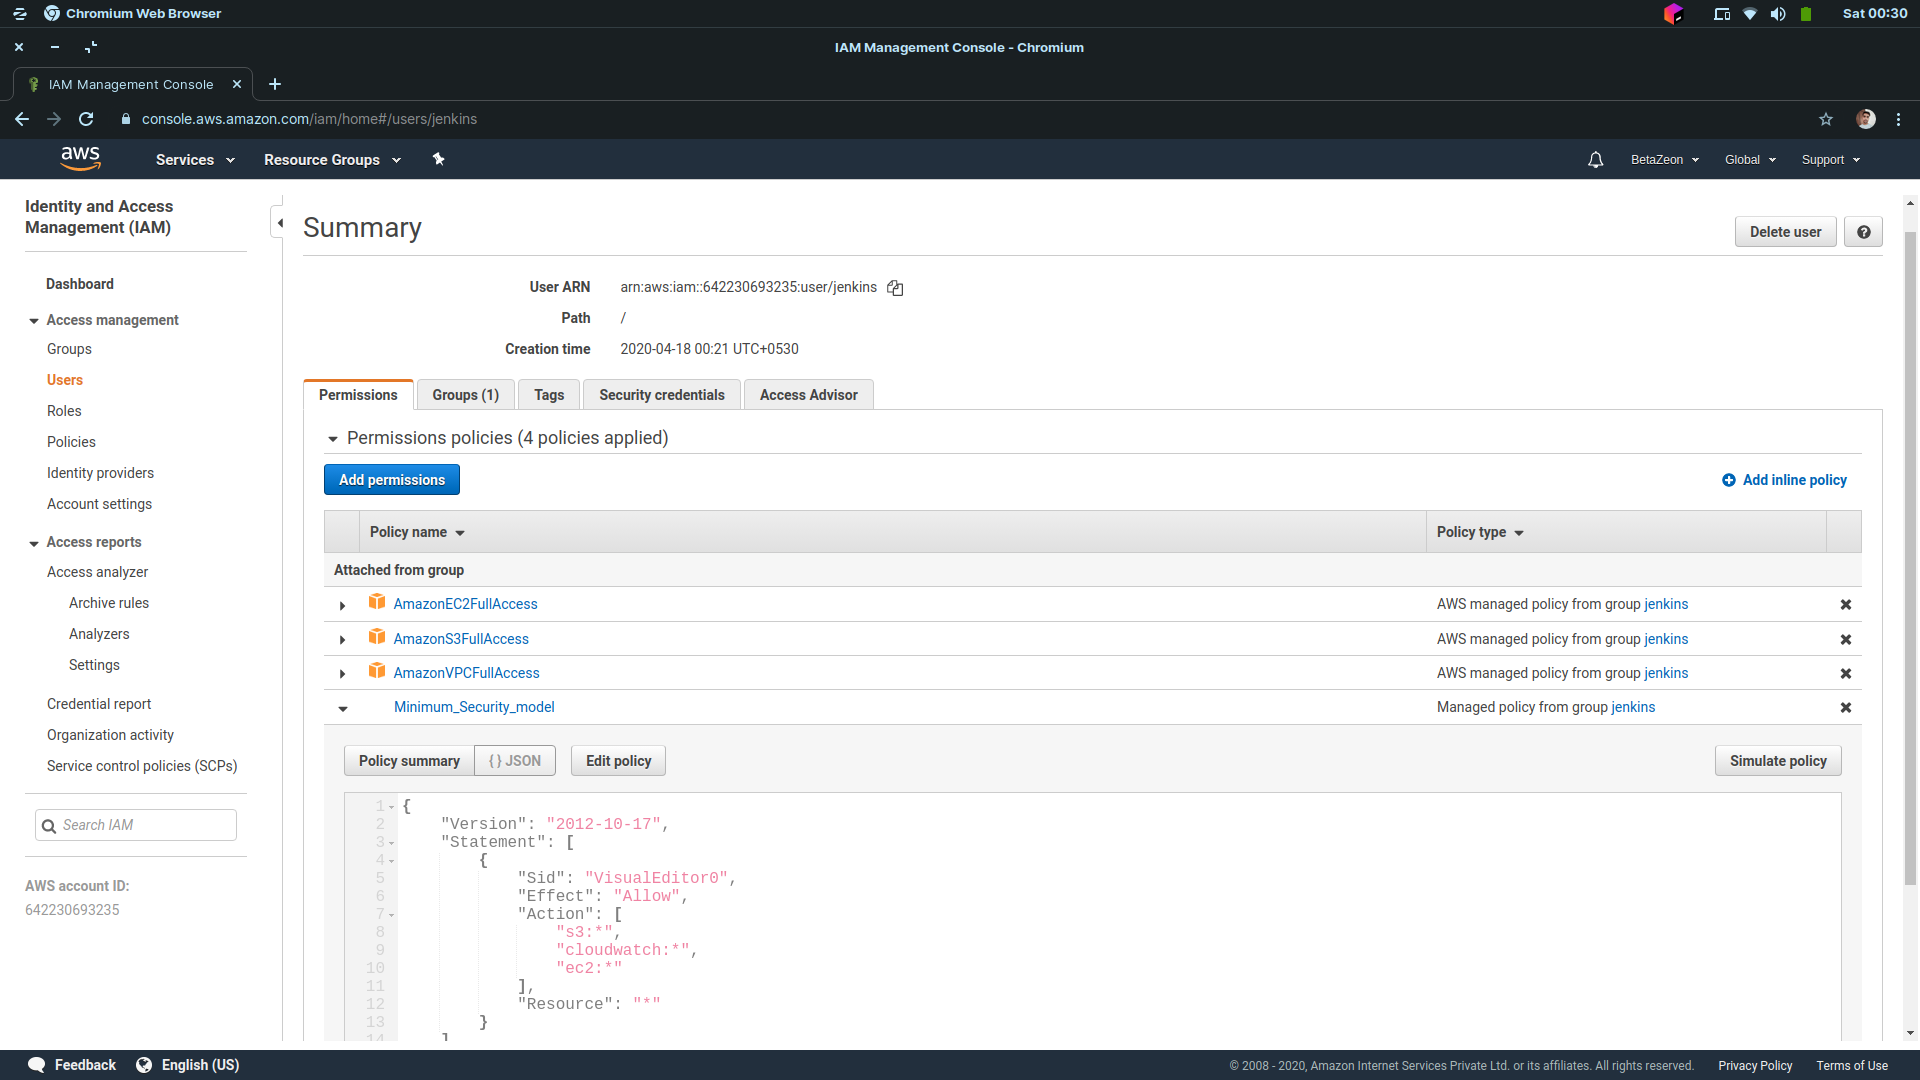 Chromium Web Browser
Sat 00:30
IAM Management Console - Chromium
IAM Management Console
console.aws.amazon.com/iam/home#/users/jenkins
aws
Services
Resource Groups
BetaZeon
Global
Support
Identity and Access
Management (IAM)
Dashboard
Access management
Groups
Users
Roles
Policies
Identity providers
Account settings
Access reports
Access analyzer
Archive rules
Analyzers
Settings
Credential report
Organization activity
Service control policies (SCPs)
Search IAM
AWS account ID:
642230693235
Summary
Delete user
User ARN arn:aws:iam::642230693235:user/jenkins
Path /
Creation time 2020-04-18 00:21 UTC+0530
Permissions
Groups (1)
Tags
Security credentials
Access Advisor
Permissions policies (4 policies applied)
Add permissions
Add inline policy
Policy name
Policy type
Attached from group
AmazonEC2FullAccess AWS managed policy from group jenkins
AmazonS3FullAccess AWS managed policy from group jenkins
AmazonVPCFullAccess AWS managed policy from group jenkins
Minimum_Security_model Managed policy from group jenkins
Policy summary
{ } JSON
Edit policy
Simulate policy
1 {
2 "Version": "2012-10-17",
3 "Statement": [
4 {
5 "Sid": "VisualEditor0",
6 "Effect": "Allow",
7 "Action": [
8 "s3:*",
9 "cloudwatch:*",
10 "ec2:*"
11 ],
12 "Resource": "*"
13 }
14 ]
Feedback
English (US)
© 2008 - 2020, Amazon Internet Services Private Ltd. or its affiliates. All rights reserved.
Privacy Policy
Terms of Use